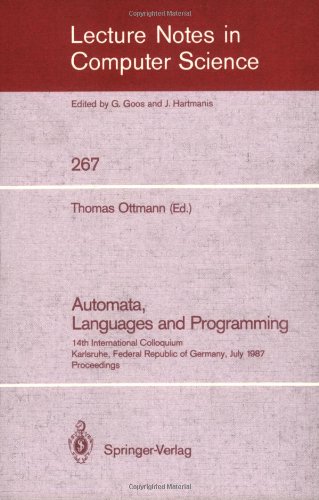 Lecture Notes in
Computer Science
Edited by G. Goos and J. Hartmanis
267
Thomas Ottmann (Ed.)
Automata,
Languages and Programming
14th International Colloquium
Karlsruhe, Federal Republic of Germany, July 1987
Proceedings
Springer-Verlag